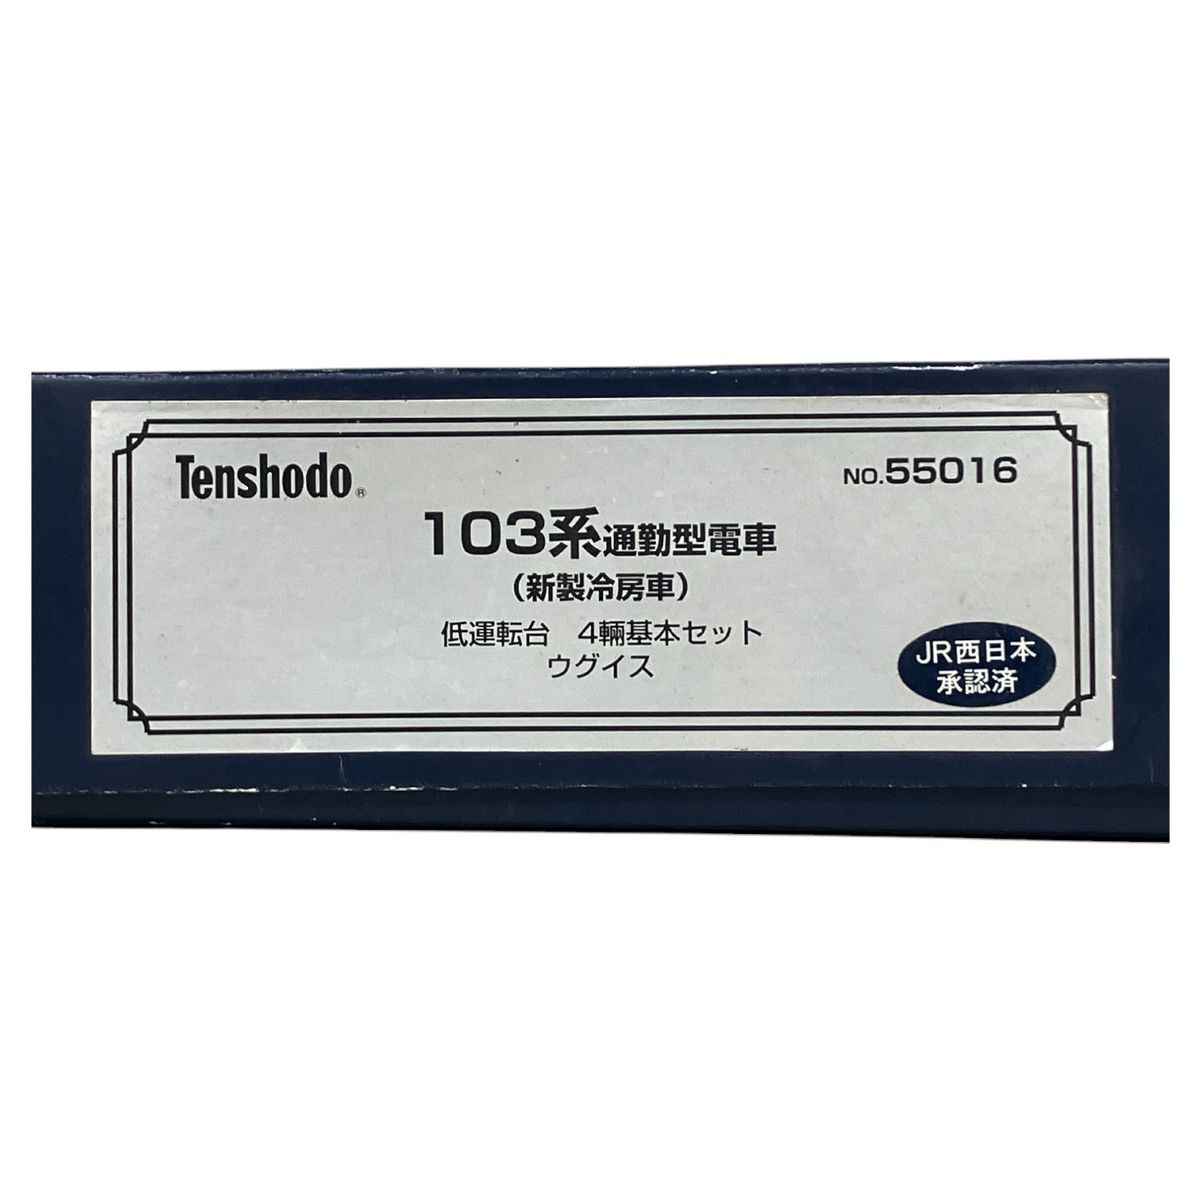 Tenshodo®
NO.55016
103系通勤型電車
（新製冷房車）
低運転台　4輛基本セット
ウグイス
JR西日本
承認済